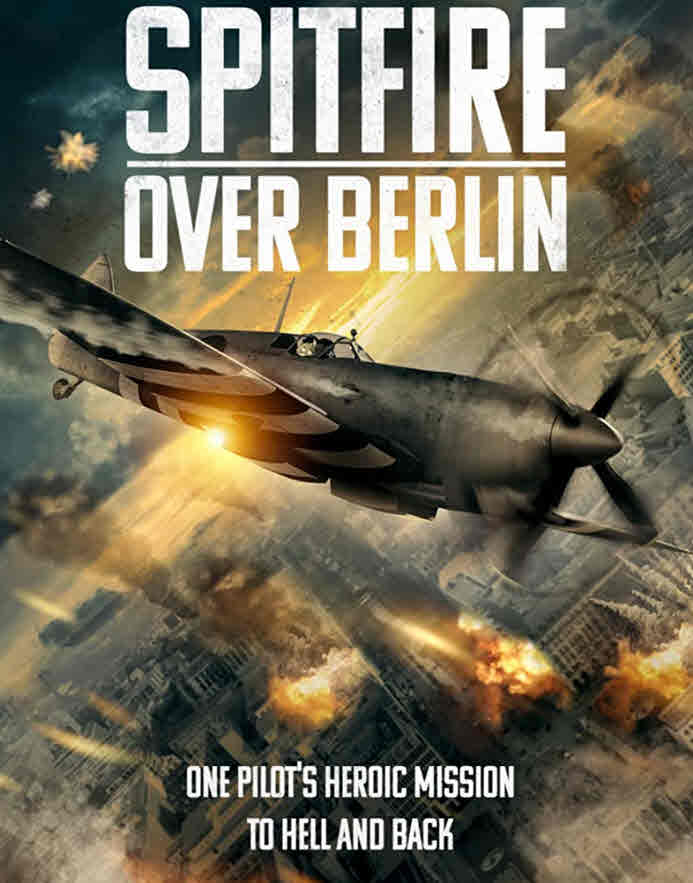 SPITFIRE
OVER BERLIN
ONE PILOT'S HEROIC MISSION
TO HELL AND BACK